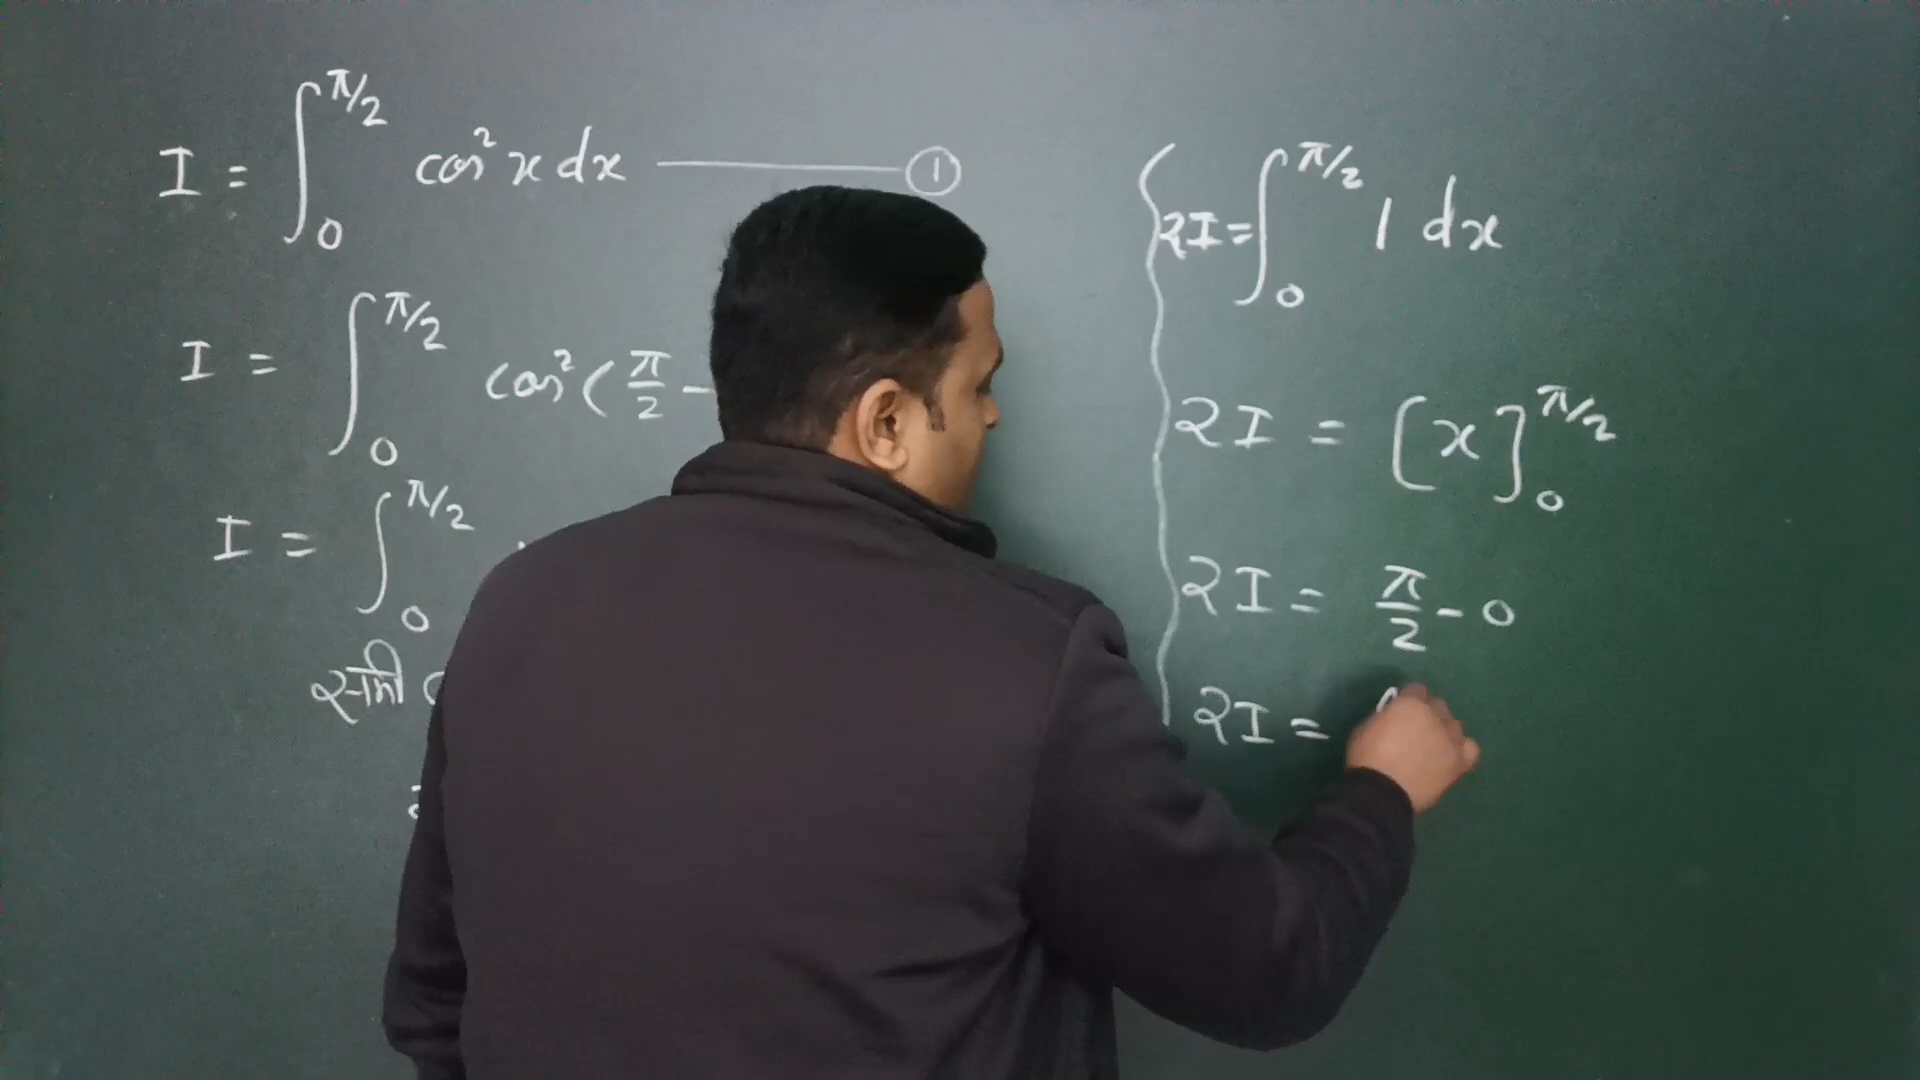 I = ∫₀^π/2 cos² x dx ——— ①
I = ∫₀^π/2 cos² ( π/2 -
I = ∫₀^π/2
2I = ∫₀^π/2 1 dx
2I = [x]₀^π/2
2I = π/2 - 0
2I =